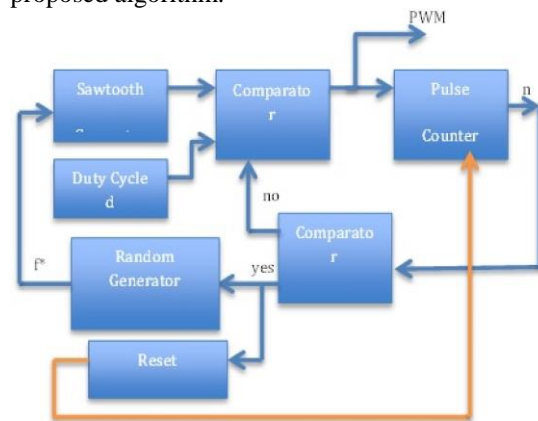 proposed algorithm.
PWM
Sawtooth
Comparato
r
Pulse
Counter
n
Duty Cycle
d
no
Comparato
r
Random
Generator
f*
yes
Reset